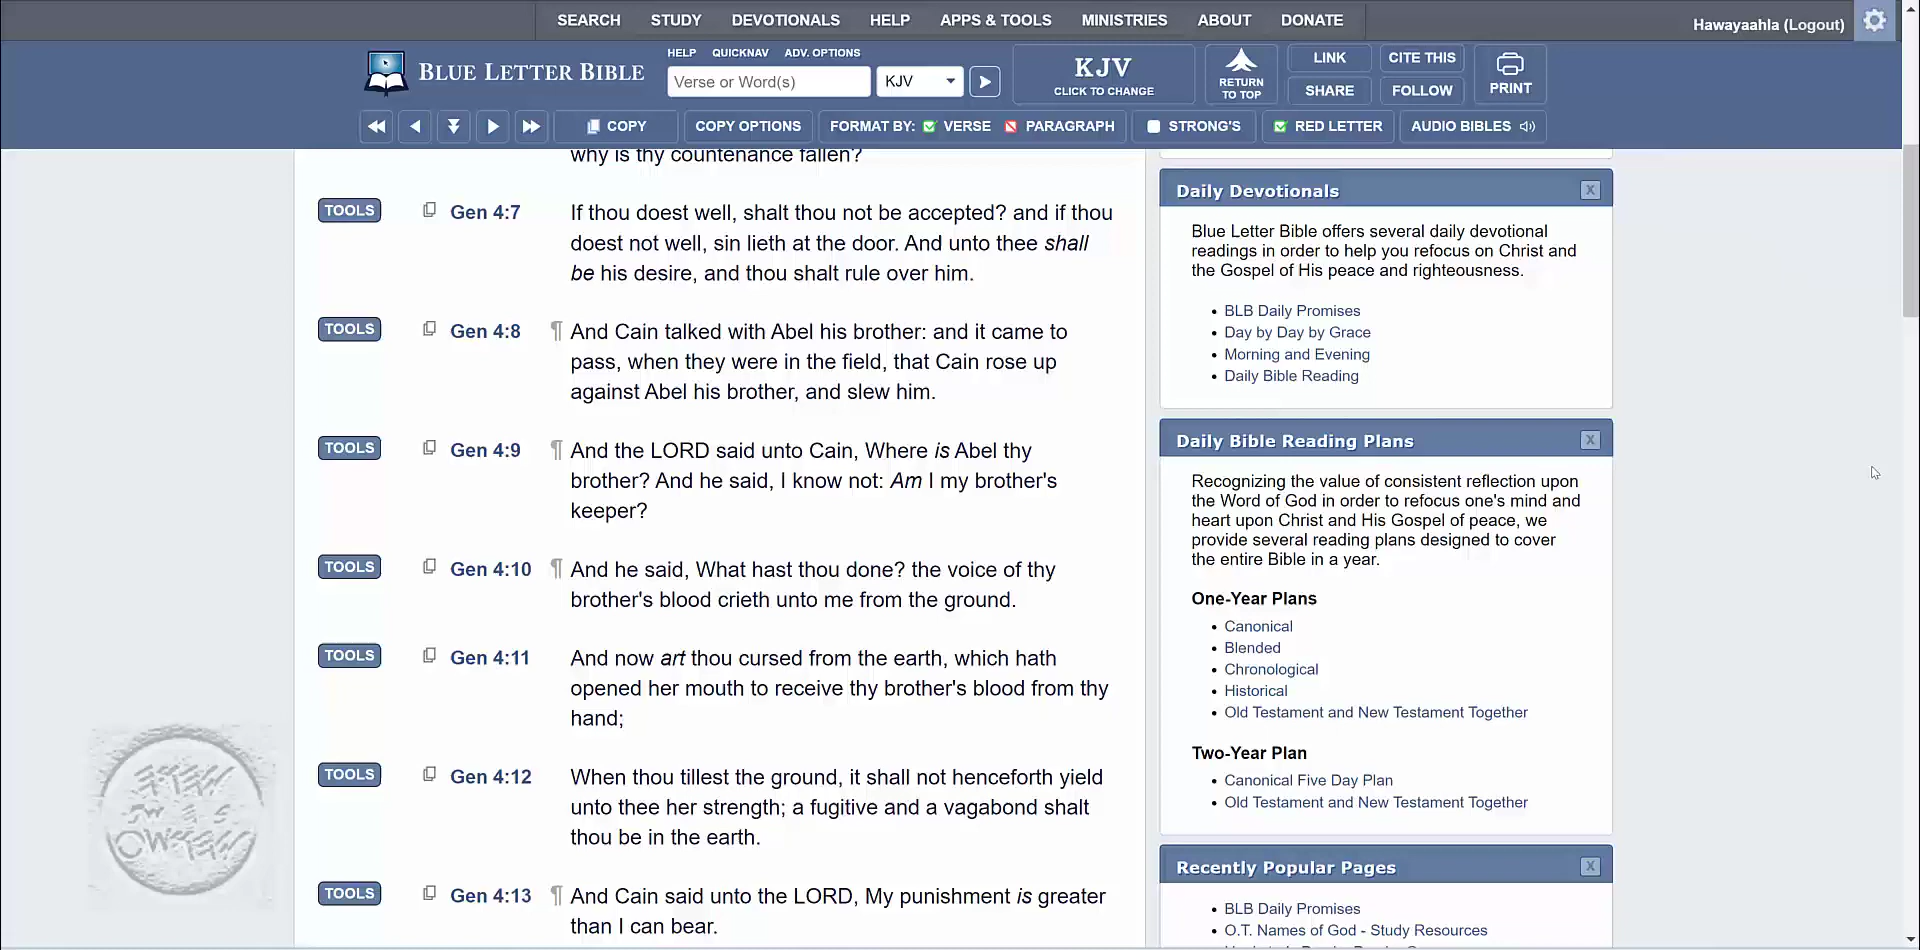 SEARCH STUDY DEVOTIONALS HELP APPS & TOOLS MINISTRIES ABOUT DONATE
Hawayaahla (Logout)
BLUE LETTER BIBLE
HELP QUICKNAV ADV. OPTIONS
Verse or Word(s) KJV
KJV
CLICK TO CHANGE
RETURN
TO TOP
LINK CITE THIS
SHARE FOLLOW
PRINT
COPY COPY OPTIONS FORMAT BY: VERSE PARAGRAPH STRONG'S RED LETTER AUDIO BIBLES
why is thy countenance fallen?
TOOLS Gen 4:7 If thou doest well, shalt thou not be accepted? and if thou
doest not well, sin lieth at the door. And unto thee shall
be his desire, and thou shalt rule over him.
TOOLS Gen 4:8 ¶ And Cain talked with Abel his brother: and it came to
pass, when they were in the field, that Cain rose up
against Abel his brother, and slew him.
TOOLS Gen 4:9 ¶ And the LORD said unto Cain, Where is Abel thy
brother? And he said, I know not: Am I my brother's
keeper?
TOOLS Gen 4:10 ¶ And he said, What hast thou done? the voice of thy
brother's blood crieth unto me from the ground.
TOOLS Gen 4:11 And now art thou cursed from the earth, which hath
opened her mouth to receive thy brother's blood from thy
hand;
TOOLS Gen 4:12 When thou tillest the ground, it shall not henceforth yield
unto thee her strength; a fugitive and a vagabond shalt
thou be in the earth.
TOOLS Gen 4:13 ¶ And Cain said unto the LORD, My punishment is greater
than I can bear.
Daily Devotionals X
Blue Letter Bible offers several daily devotional
readings in order to help you refocus on Christ and
the Gospel of His peace and righteousness.
• BLB Daily Promises
• Day by Day by Grace
• Morning and Evening
• Daily Bible Reading
Daily Bible Reading Plans X
Recognizing the value of consistent reflection upon
the Word of God in order to refocus one's mind and
heart upon Christ and His Gospel of peace, we
provide several reading plans designed to cover
the entire Bible in a year.
One-Year Plans
• Canonical
• Blended
• Chronological
• Historical
• Old Testament and New Testament Together
Two-Year Plan
• Canonical Five Day Plan
• Old Testament and New Testament Together
Recently Popular Pages X
• BLB Daily Promises
• O.T. Names of God - Study Resources